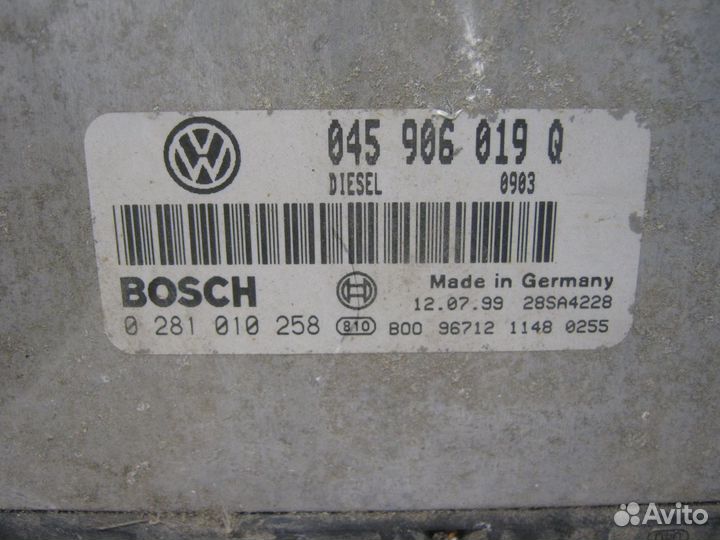 045 906 019 Q
DIESEL 0903
BOSCH
Made in Germany
12.07.99 28SA4228
0 281 010 258 810 800 96712 1148 0255
Avito